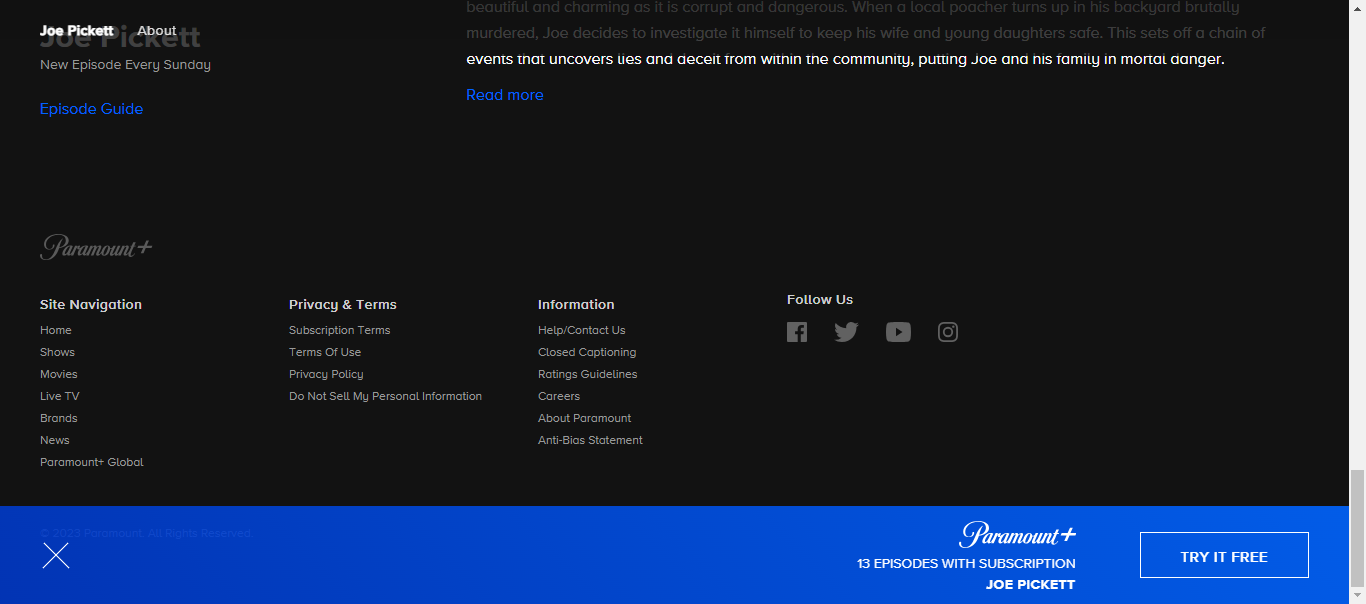 beautiful and charming as it is corrupt and dangerous. When a local poacher turns up in his backyard brutally
Joe Pickett About
Joe Pickett
murdered, Joe decides to investigate it himself to keep his wife and young daughters safe. This sets off a chain of
New Episode Every Sunday
events that uncovers lies and deceit from within the community, putting Joe and his family in mortal danger.
Read more
Episode Guide
Paramount+
Site Navigation
Home
Shows
Movies
Live TV
Brands
News
Paramount+ Global
Privacy & Terms
Subscription Terms
Terms Of Use
Privacy Policy
Do Not Sell My Personal Information
Information
Help/Contact Us
Closed Captioning
Ratings Guidelines
Careers
About Paramount
Anti-Bias Statement
Follow Us
© 2023 Paramount, All Rights Reserved.
Paramount+
13 EPISODES WITH SUBSCRIPTION
JOE PICKETT
TRY IT FREE